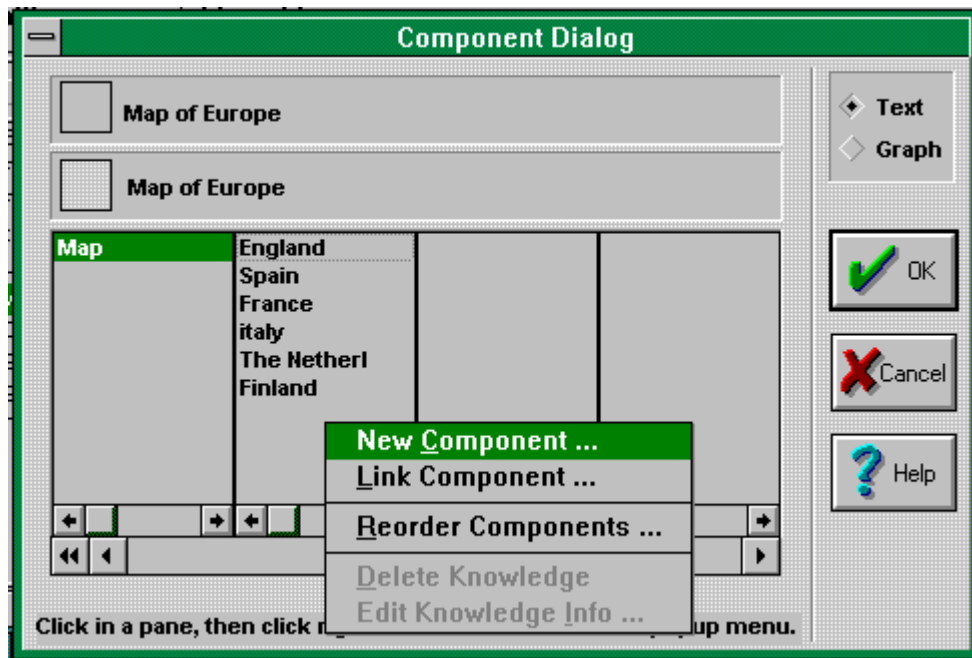 Component Dialog
Map of Europe
Map of Europe
Text
Graph
Map
England
Spain
France
italy
The Netherl
Finland
OK
Cancel
Help
New Component ...
Link Component ...
Reorder Components ...
Delete Knowledge
Edit Knowledge Info ...
Click in a pane, then click up menu.